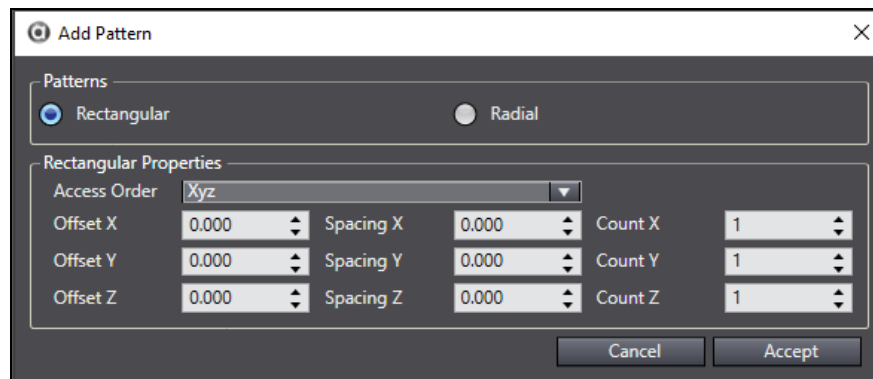 Add Pattern
Patterns
Rectangular Radial
Rectangular Properties
Access Order Xyz
Offset X 0.000 Spacing X 0.000 Count X 1
Offset Y 0.000 Spacing Y 0.000 Count Y 1
Offset Z 0.000 Spacing Z 0.000 Count Z 1
Cancel Accept